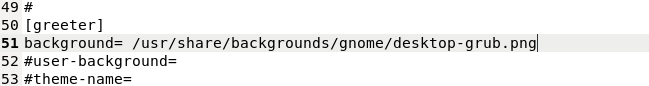 49 #
50 [greeter]
51 background= /usr/share/backgrounds/gnome/desktop-grub.png
52 #user-background=
53 #theme-name=